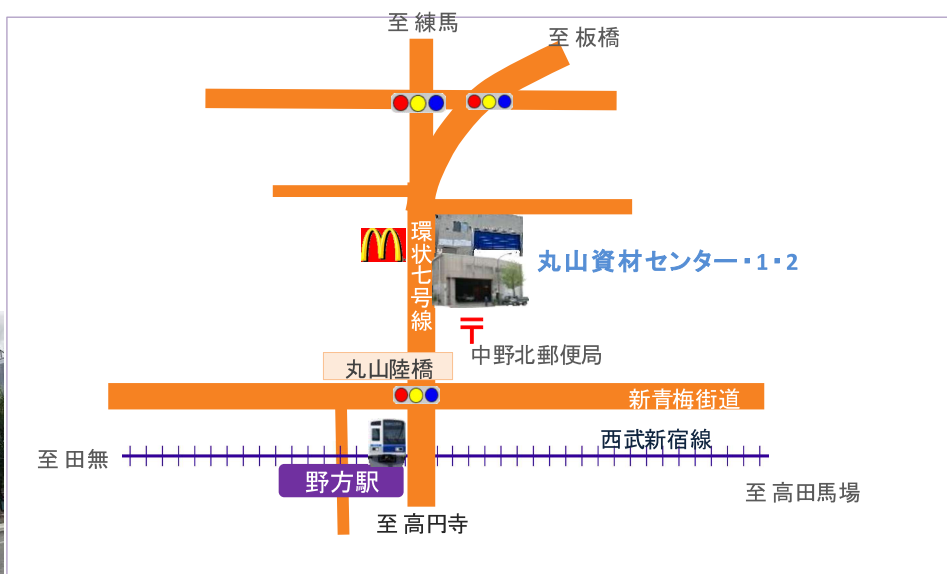 至 練馬
至 板橋
環状七号線
丸山資材センター・1・2
〒
中野北郵便局
丸山陸橋
新青梅街道
西武新宿線
至 田無
野方駅
至 高田馬場
至 高円寺